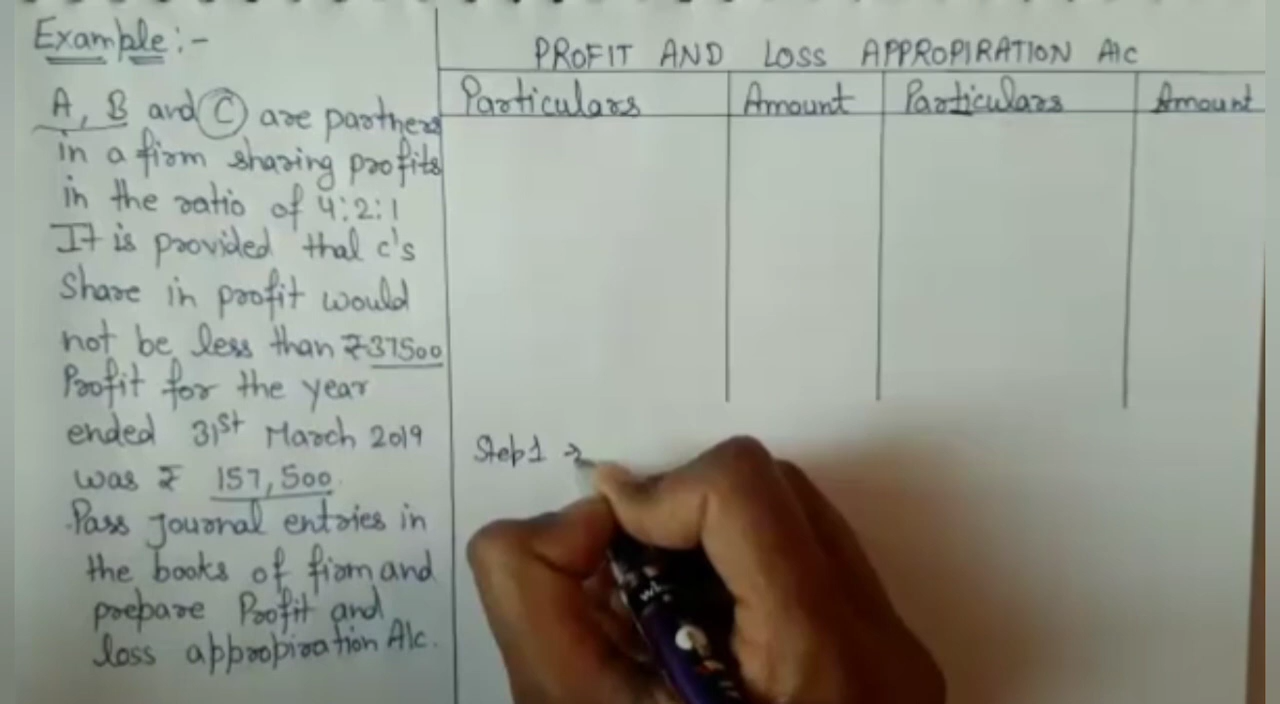 Example:-
A, B and C are partners
in a firm sharing profits
in the ratio of 4:2:1
It is provided that c's
Share in profit would
not be less than ₹37500
Profit for the year
ended 31st March 2019
was ₹ 157,500
Pass journal entries in
the books of firm and
prepare Profit and
loss appropiration A/c.
PROFIT AND LOSS APPROPIRATION A/c
Particulars Amount Particulars Amount
Step1